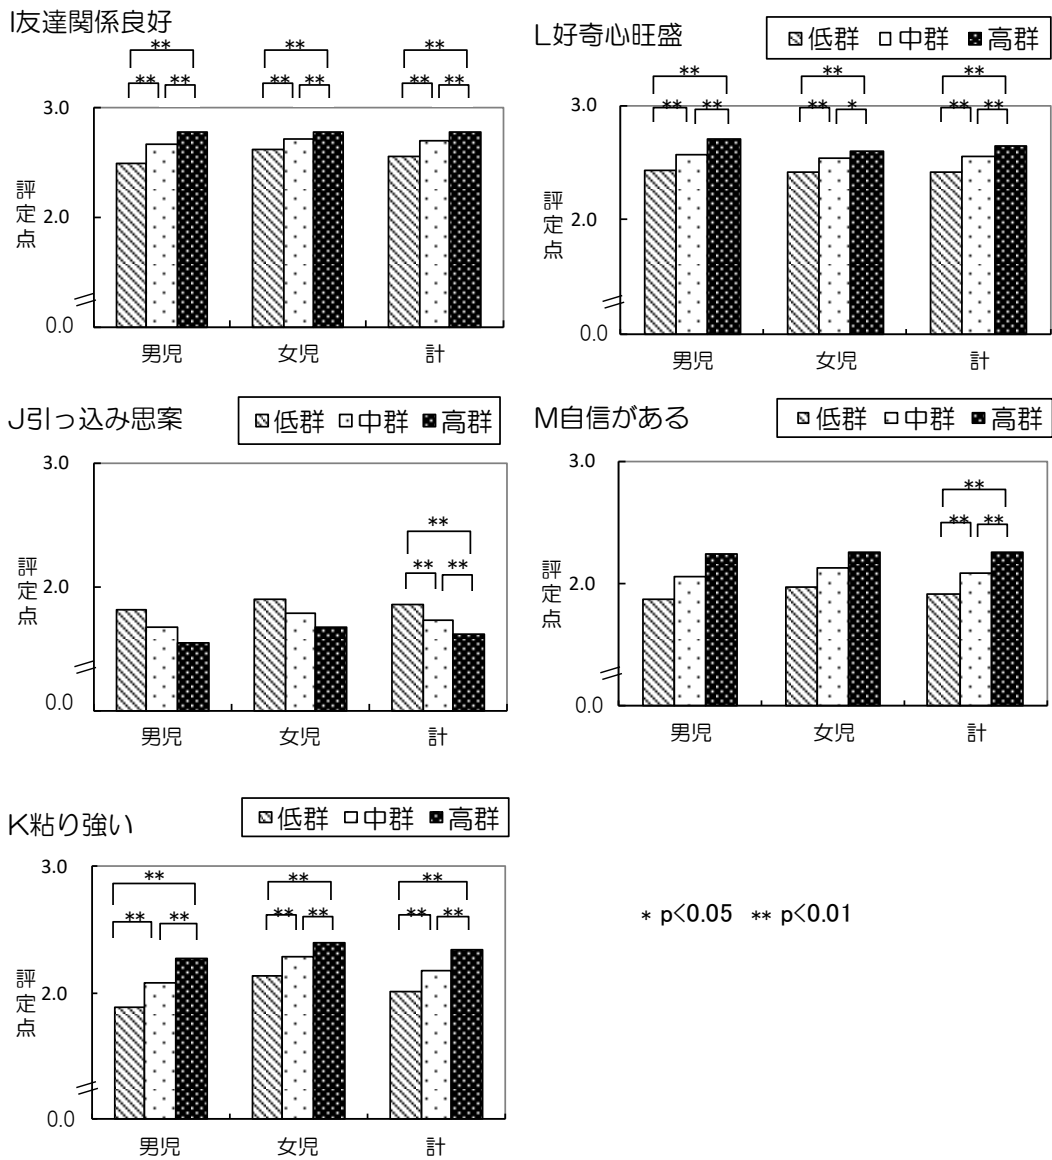 I友達関係良好
** ** **
** ** ** ** ** **
3.0
評定点
2.0
0.0
男児 女児 計
L好奇心旺盛
低群 中群 高群
** ** **
** ** ** * ** **
3.0
評定点
2.0
0.0
男児 女児 計
J引っ込み思案
低群 中群 高群
3.0
**
** **
評定点
2.0
0.0
男児 女児 計
M自信がある
低群 中群 高群
3.0
**
** **
評定点
2.0
0.0
男児 女児 計
K粘り強い
低群 中群 高群
3.0
** ** **
** ** ** ** ** **
評定点
2.0
0.0
男児 女児 計
* p<0.05 ** p<0.01